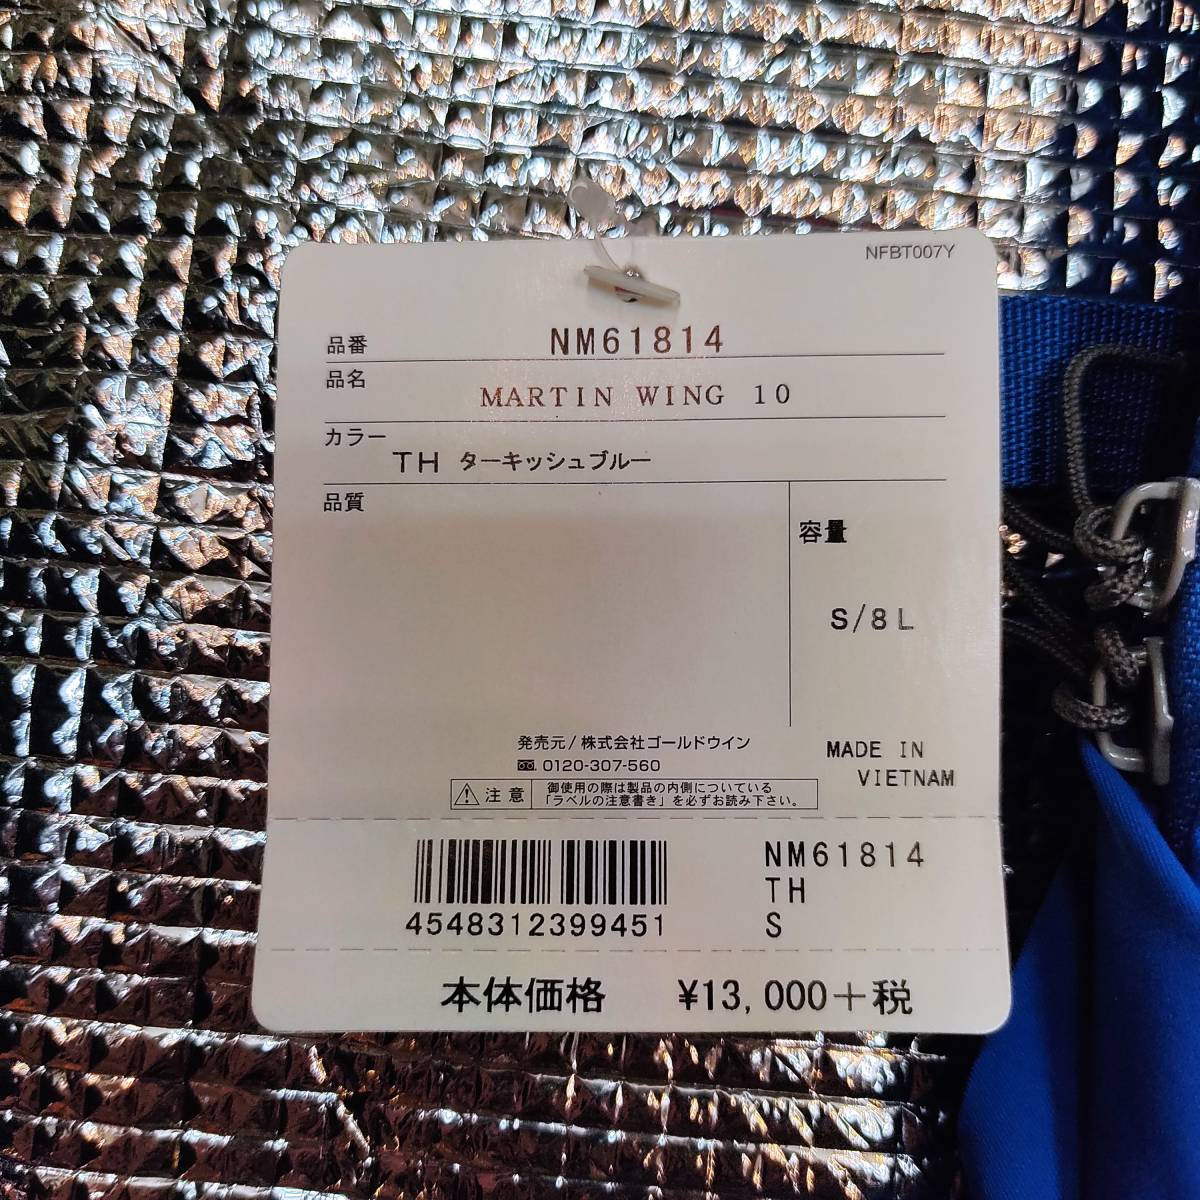 NFBT007Y
品番 NM61814
品名 MARTIN WING 10
カラー TH ターキッシュブルー
品質
容量
S/8L
発売元/株式会社ゴールドウイン
0120-307-560
MADE IN
VIETNAM
注意
御使用の際は製品の内側についている
「ラベルの注意書き」を必ずお読み下さい。
4548312399451
NM61814
TH
S
本体価格 ¥13,000+税